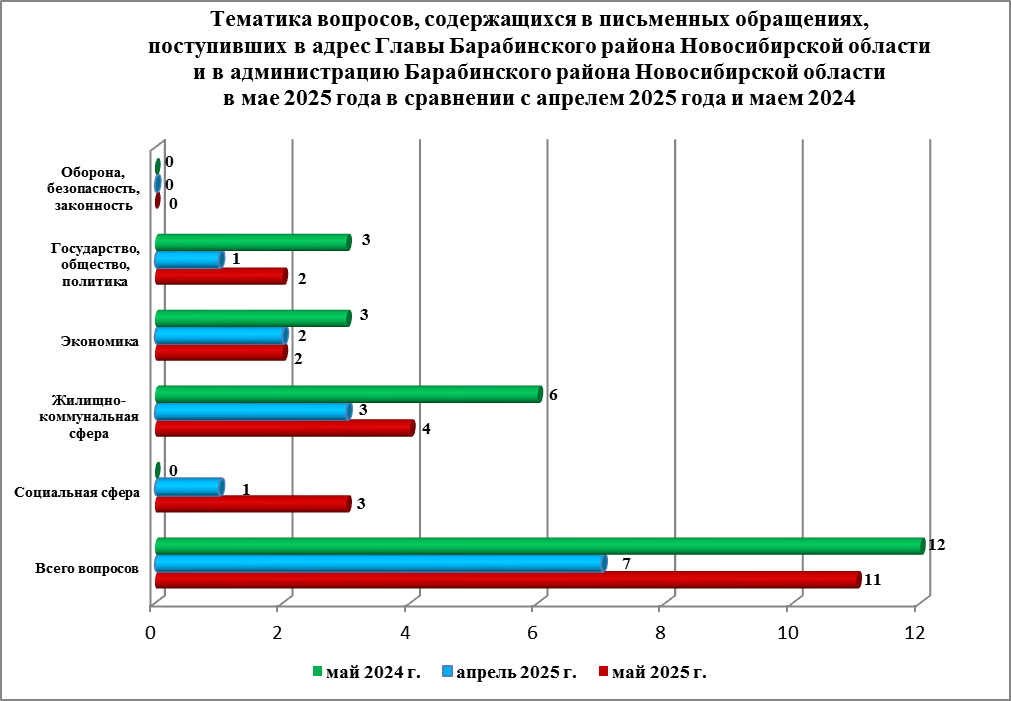 Тематика вопросов, содержащихся в письменных обращениях,
поступивших в адрес Главы Барабинского района Новосибирской области
и в администрацию Барабинского района Новосибирской области
в мае 2025 года в сравнении с апрелем 2025 года и маем 2024
Оборона,
безопасность,
законность
0
0
0
Государство,
общество,
политика
3
1
2
Экономика
3
2
2
Жилищно-
коммунальная
сфера
6
3
4
Социальная сфера
0
1
3
Всего вопросов
12
7
11
0 2 4 6 8 10 12
май 2024 г. апрель 2025 г. май 2025 г.